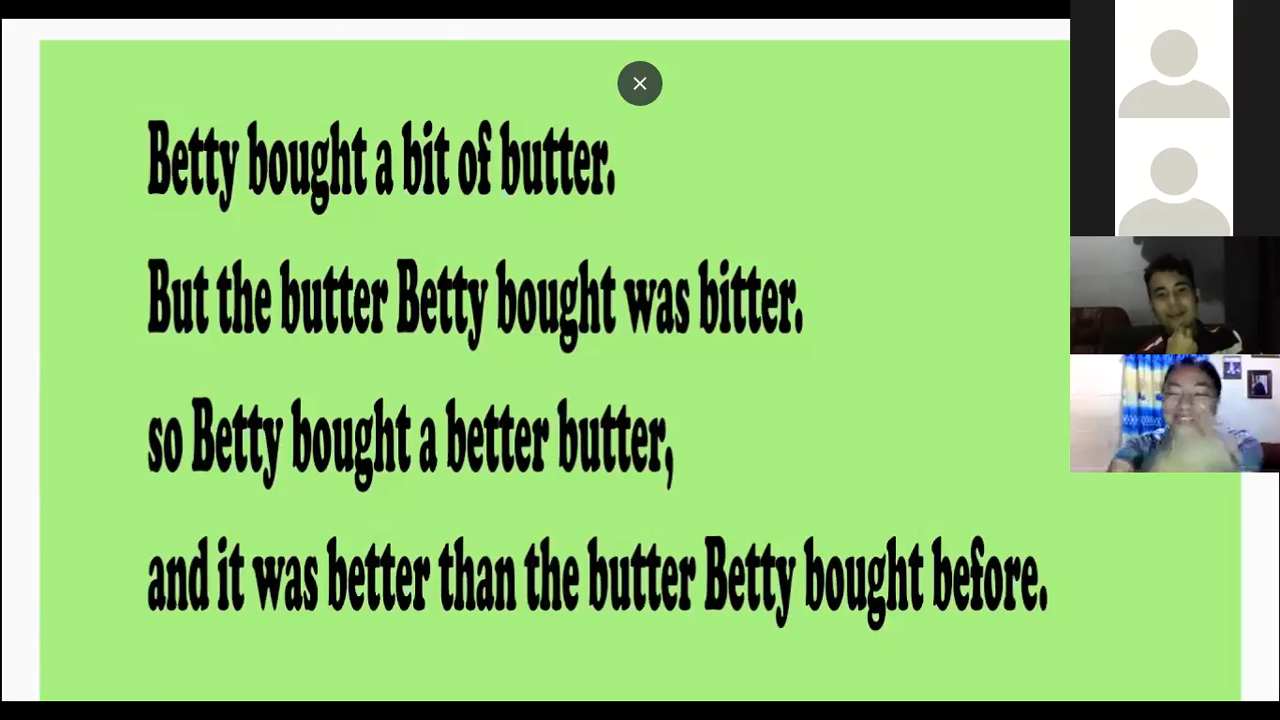 Betty bought a bit of butter.
But the butter Betty bought was bitter.
so Betty bought a better butter,
and it was better than the butter Betty bought before.